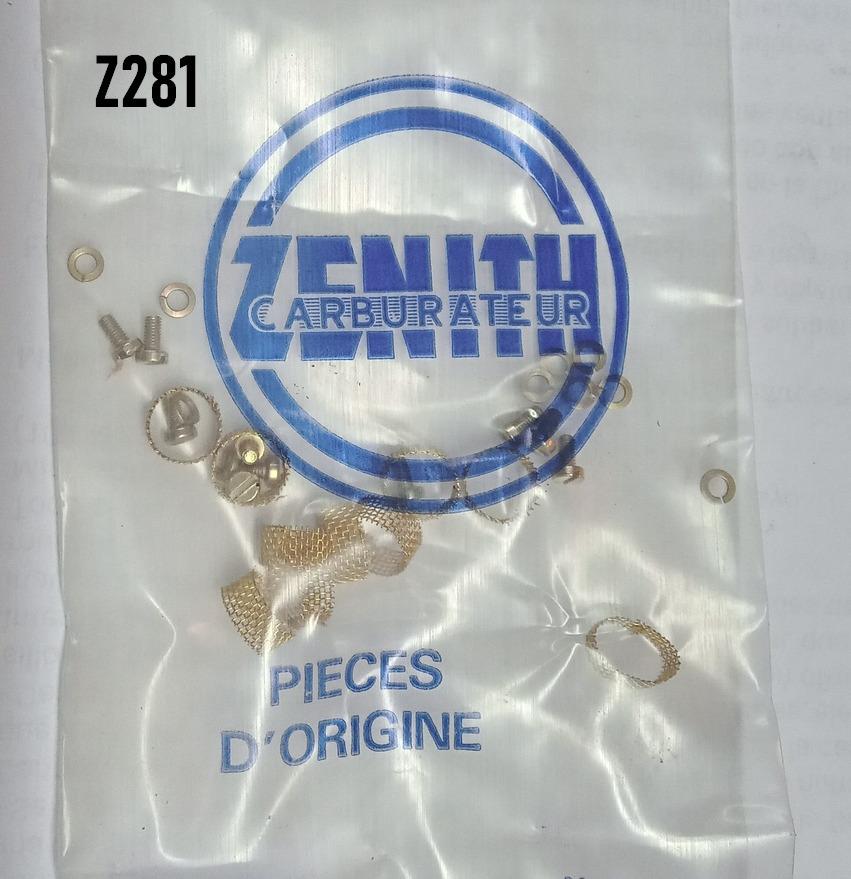 Z281
ZENITH
CARBURATEUR
PIECES
D'ORIGINE